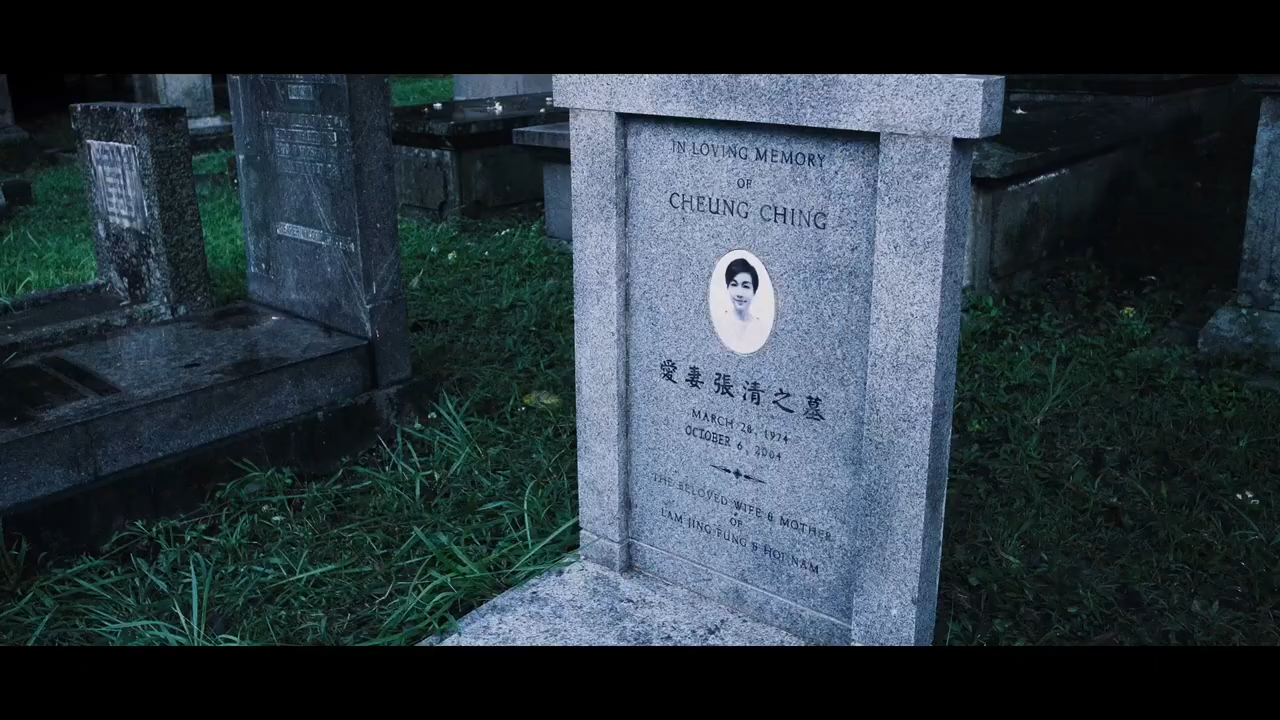 IN LOVING MEMORY
OF
CHEUNG CHING
愛妻張清之墓
MARCH 28, 1974
OCTOBER 6, 2004
THE BELOVED WIFE & MOTHER
OF
LAM JING FUNG & HOI NAM